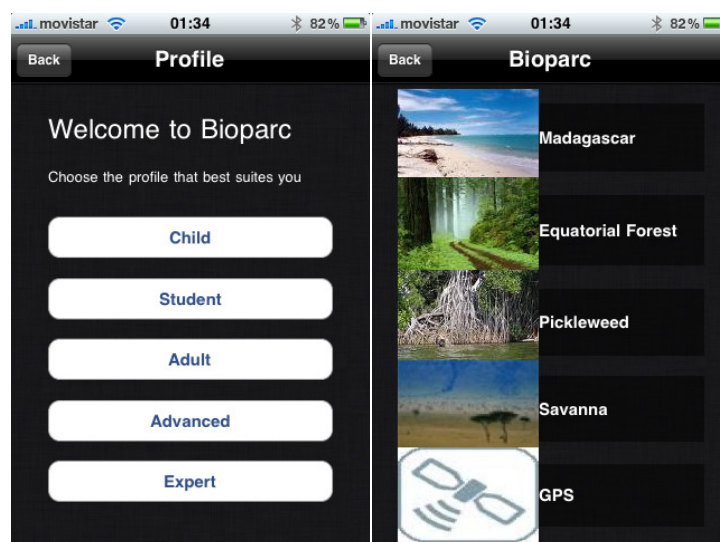 movistar 01:34 82%
Back Profile
Welcome to Bioparc
Choose the profile that best suites you
Child
Student
Adult
Advanced
Expert
movistar 01:34 82%
Back Bioparc
Madagascar
Equatorial Forest
Pickleweed
Savanna
GPS